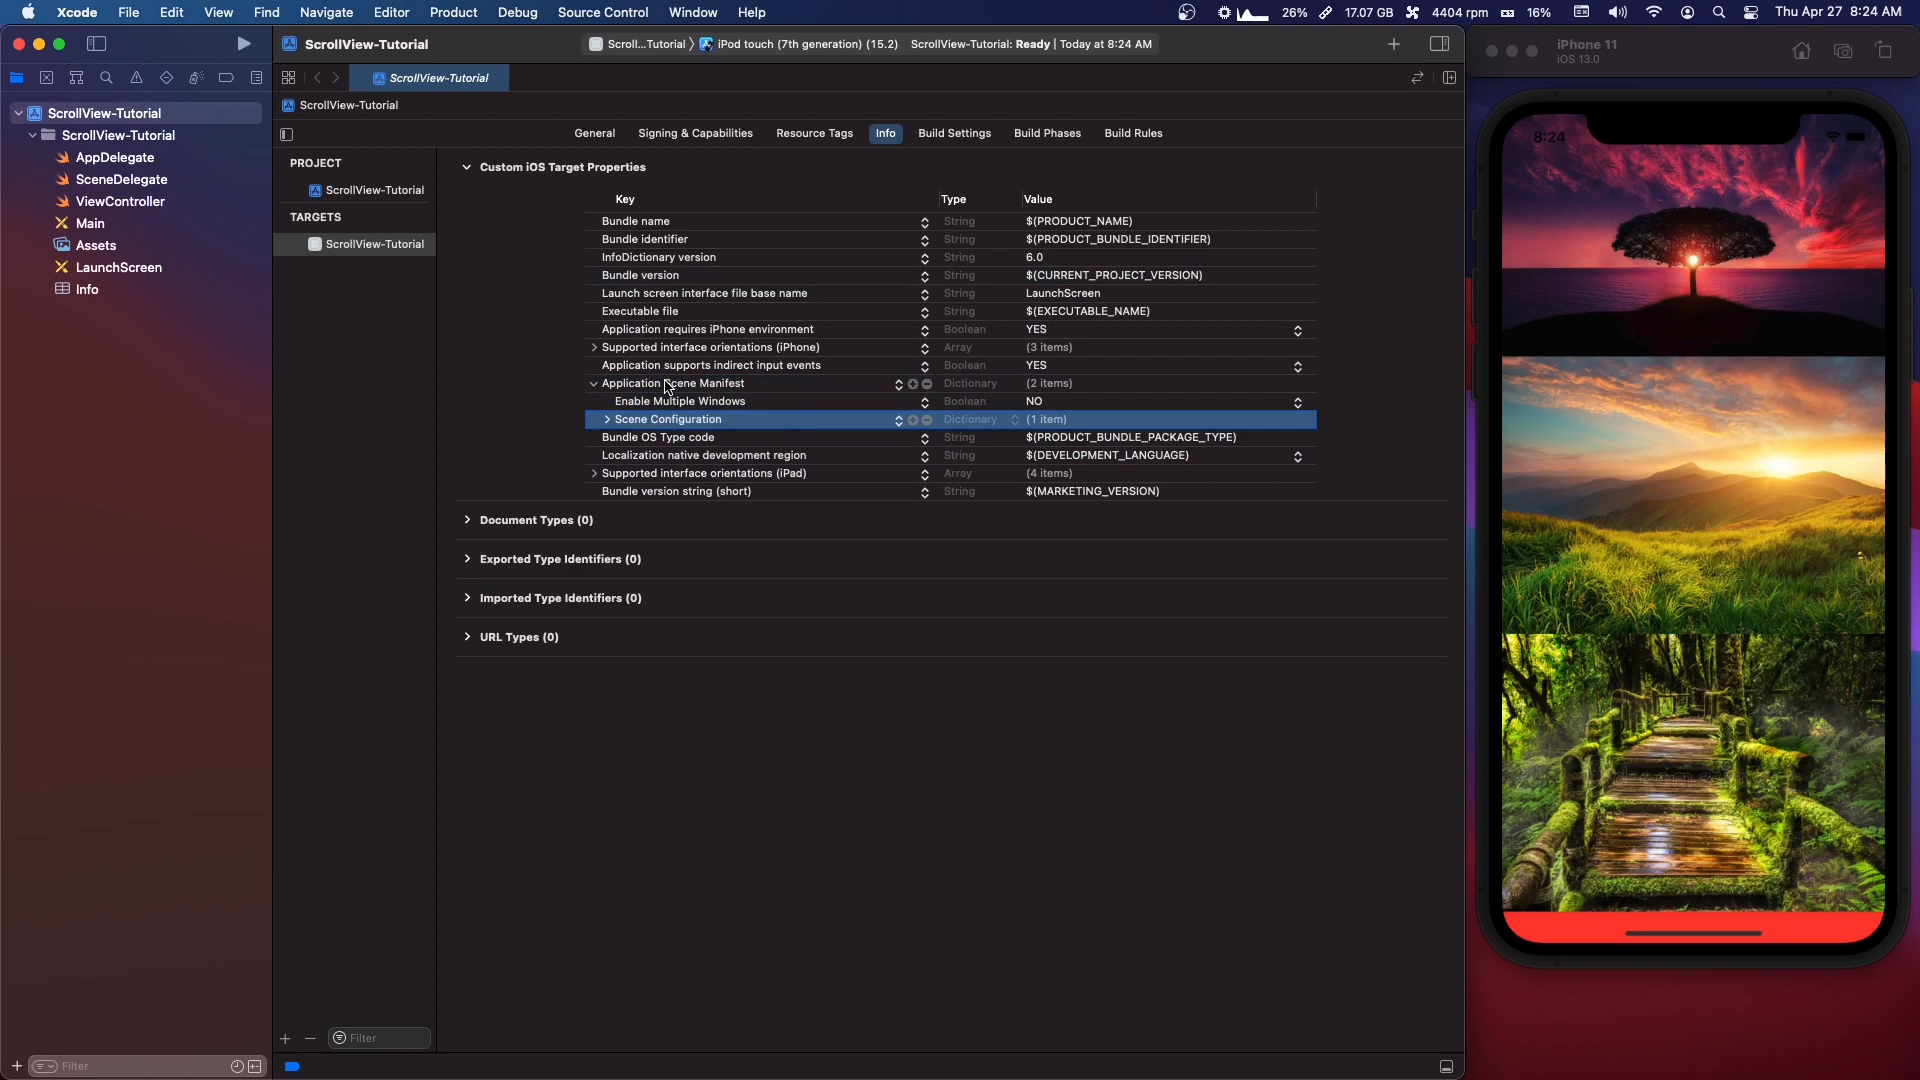 Xcode File Edit View Find Navigate Editor Product Debug Source Control Window Help 26% 17.07 GB 4404 rpm 16% Thu Apr 27 8:24 AM
ScrollView-Tutorial Scroll...Tutorial iPod touch (7th generation) (15.2) ScrollView-Tutorial: Ready | Today at 8:24 AM
iPhone 11
iOS 13.0
ScrollView-Tutorial
ScrollView-Tutorial
ScrollView-Tutorial
ScrollView-Tutorial
AppDelegate
SceneDelegate
ViewController
Main
Assets
LaunchScreen
Info
Filter
General Signing & Capabilities Resource Tags Info Build Settings Build Phases Build Rules
PROJECT
ScrollView-Tutorial
TARGETS
ScrollView-Tutorial
Filter
Custom iOS Target Properties
Key Type Value
Bundle name String $(PRODUCT_NAME)
Bundle identifier String $(PRODUCT_BUNDLE_IDENTIFIER)
InfoDictionary version String 6.0
Bundle version String $(CURRENT_PROJECT_VERSION)
Launch screen interface file base name String LaunchScreen
Executable file String $(EXECUTABLE_NAME)
Application requires iPhone environment Boolean YES
Supported interface orientations (iPhone) Array (3 items)
Application supports indirect input events Boolean YES
Application Scene Manifest Dictionary (2 items)
Enable Multiple Windows Boolean NO
Scene Configuration Dictionary (1 item)
Bundle OS Type code String $(PRODUCT_BUNDLE_PACKAGE_TYPE)
Localization native development region String $(DEVELOPMENT_LANGUAGE)
Supported interface orientations (iPad) Array (4 items)
Bundle version string (short) String $(MARKETING_VERSION)
Document Types (0)
Exported Type Identifiers (0)
Imported Type Identifiers (0)
URL Types (0)
8:24